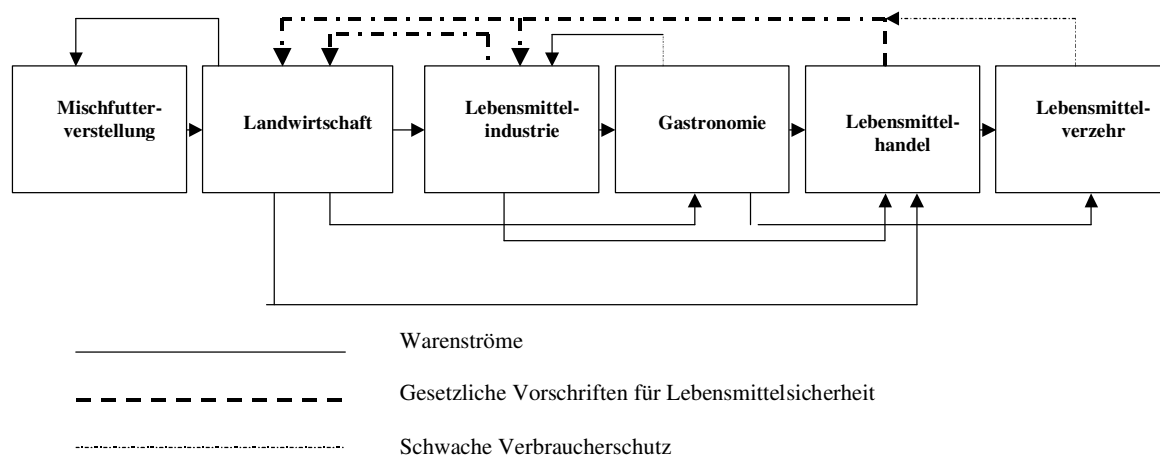 Mischfutter-
verstellung
Landwirtschaft
Lebensmittel-
industrie
Gastronomie
Lebensmittel-
handel
Lebensmittel-
verzehr
Warenströme
Gesetzliche Vorschriften für Lebensmittelsicherheit
Schwache Verbraucherschutz